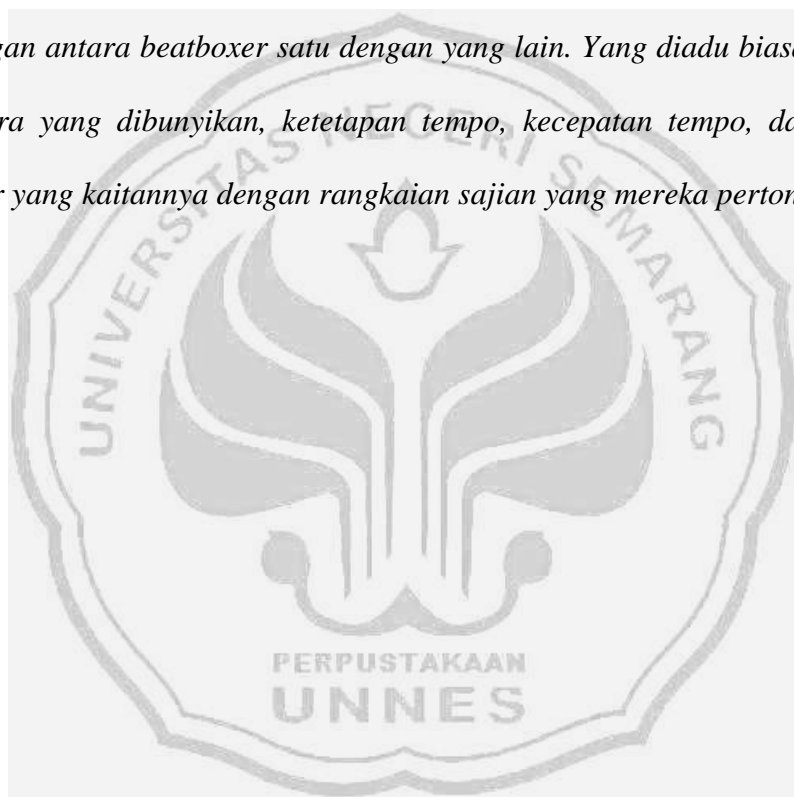 gan antara beatboxer satu dengan yang lain. Yang diadu biasa
ra yang dibunyikan, ketetapan tempo, kecepatan tempo, da
r yang kaitannya dengan rangkaian sajian yang mereka perton
UNIVERSITAS NEGERI SEMARANG
PERPUSTAKAAN
UNNES